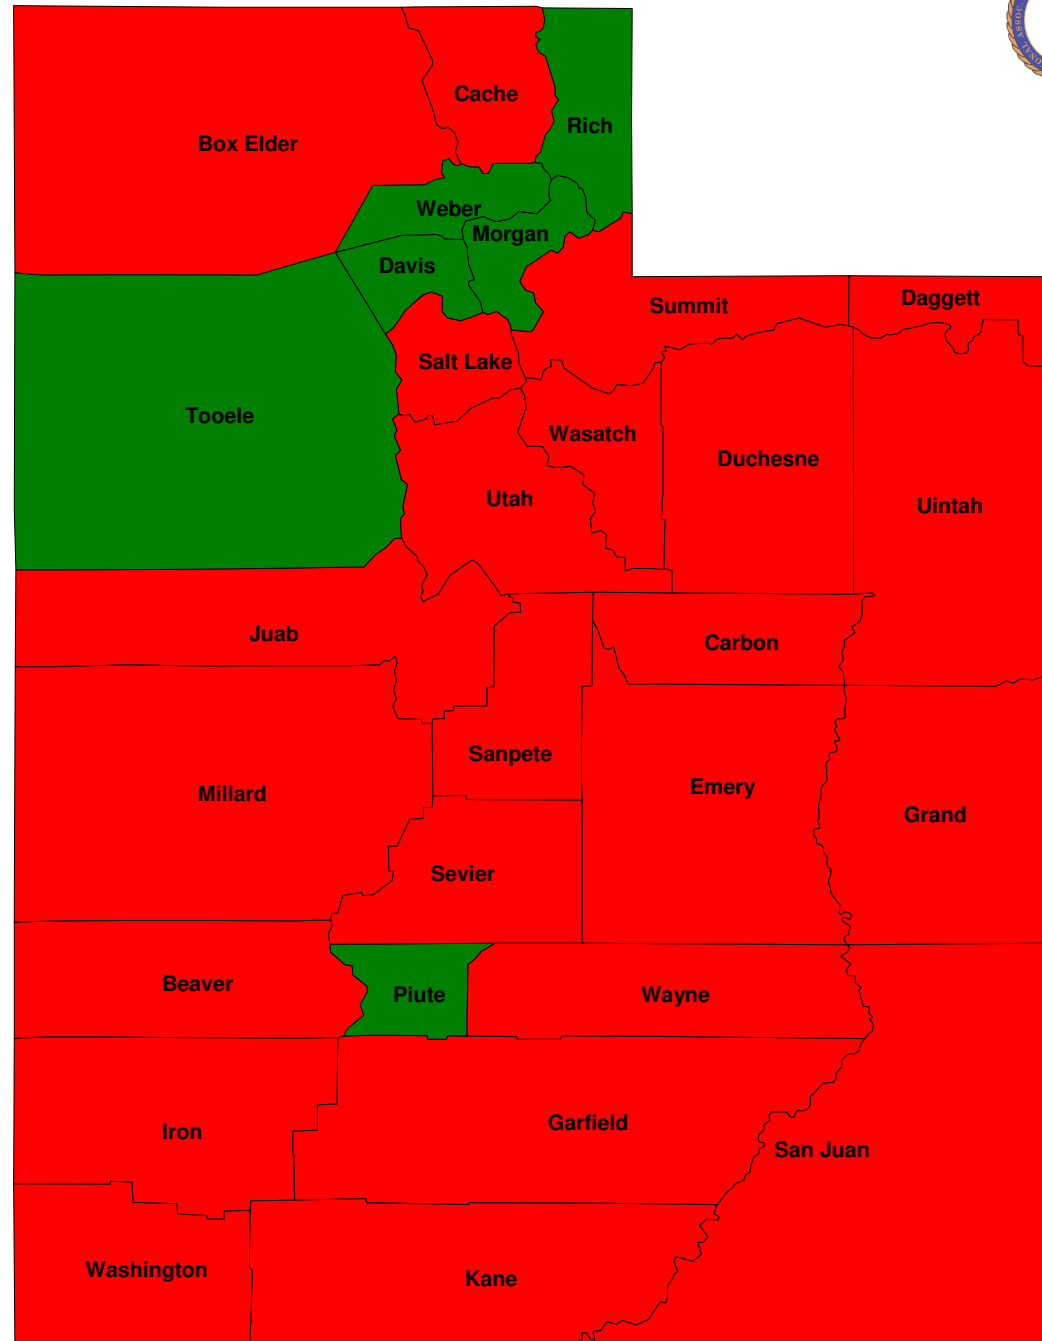 Cache
Rich
Box Elder
Weber
Morgan
Davis
Daggett
Summit
Salt Lake
Tooele
Wasatch
Duchesne
Utah
Uintah
Juab
Carbon
Sanpete
Emery
Millard
Grand
Sevier
Beaver
Piute
Wayne
Garfield
Iron
San Juan
Washington
Kane